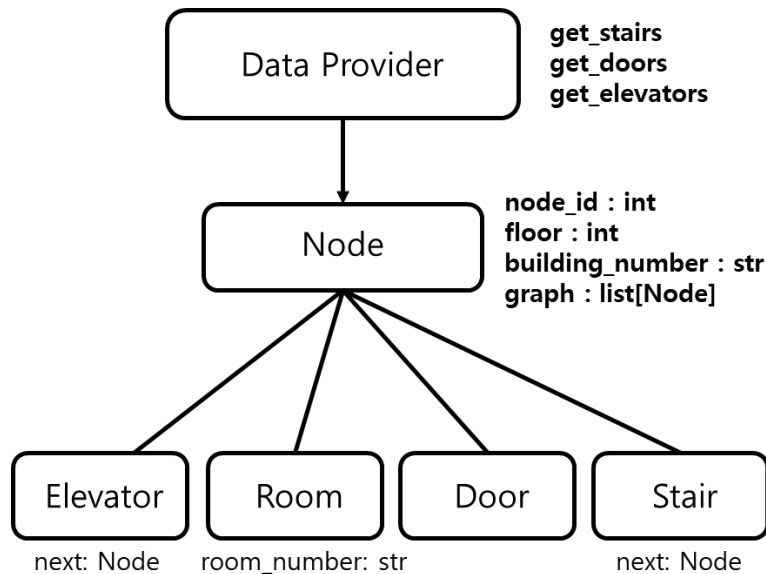 Data Provider
get_stairs
get_doors
get_elevators
Node
node_id : int
floor : int
building_number : str
graph : list[Node]
Elevator
Room
Door
Stair
next: Node
room_number: str
next: Node